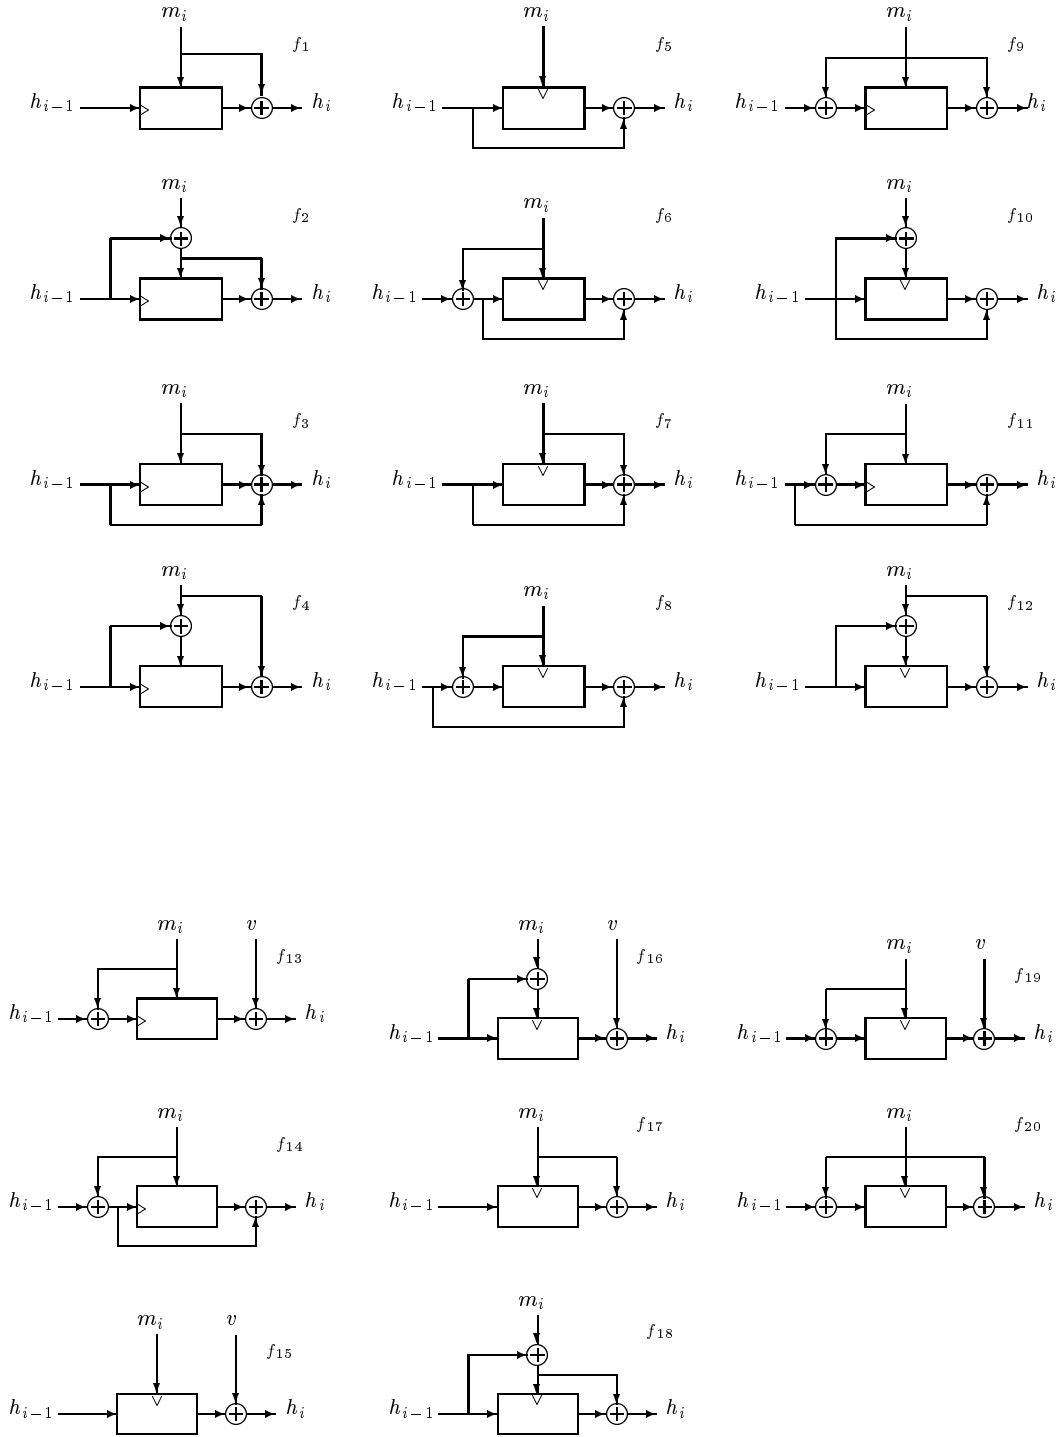 m_i m_i m_i
f_1 f_5 f_9
h_{i-1} h_i h_{i-1} h_i h_{i-1} h_i
m_i m_i m_i
f_2 f_6 f_10
h_{i-1} h_i h_{i-1} h_i h_{i-1} h_i
m_i m_i m_i
f_3 f_7 f_11
h_{i-1} h_i h_{i-1} h_i h_{i-1} h_i
m_i m_i m_i
f_4 f_8 f_12
h_{i-1} h_i h_{i-1} h_i h_{i-1} h_i
m_i v m_i v m_i v
f_13 f_16 f_19
h_{i-1} h_i h_{i-1} h_i h_{i-1} h_i
m_i m_i m_i
f_14 f_17 f_20
h_{i-1} h_i h_{i-1} h_i h_{i-1} h_i
m_i v m_i
f_15 f_18
h_{i-1} h_i h_{i-1} h_i